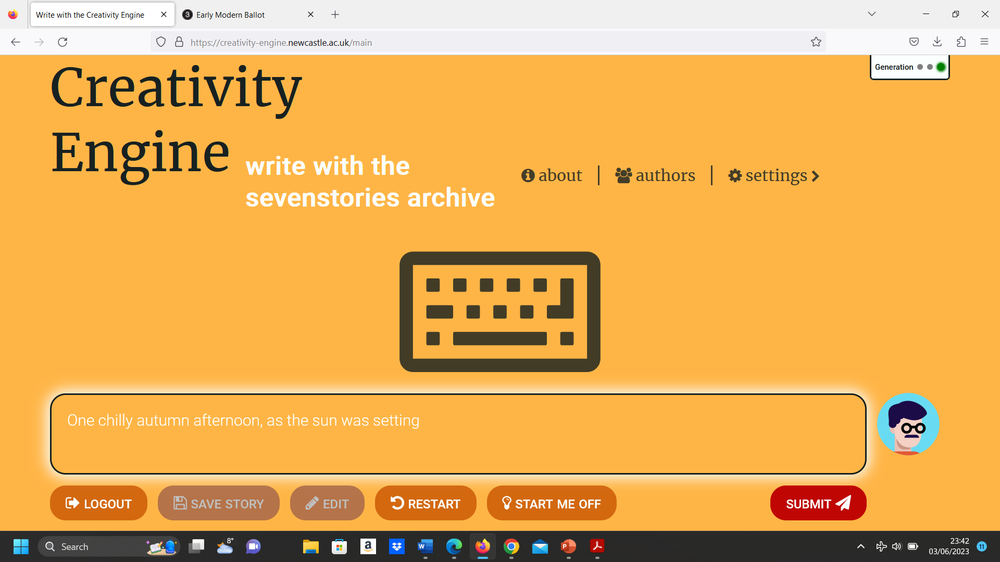 Write with the Creativity Engine
3 Early Modern Ballot
https://creativity-engine.newcastle.ac.uk/main
Generation
Creativity
Engine
write with the
sevenstories archive
about | authors | settings
One chilly autumn afternoon, as the sun was setting
LOGOUT SAVE STORY EDIT RESTART START ME OFF SUBMIT
Search 8° a W P 23:42 11
03/06/2023